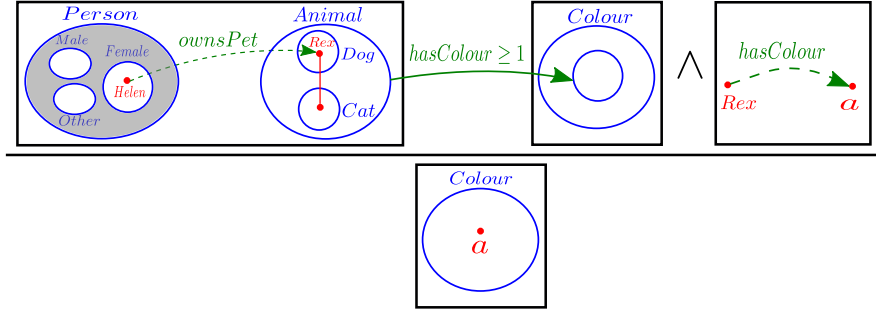 Person
Animal
Colour
Male
Female
ownsPet
Rex
Dog
hasColour ≥ 1
∧
hasColour
Helen
Other
Cat
Rex
a
Colour
a